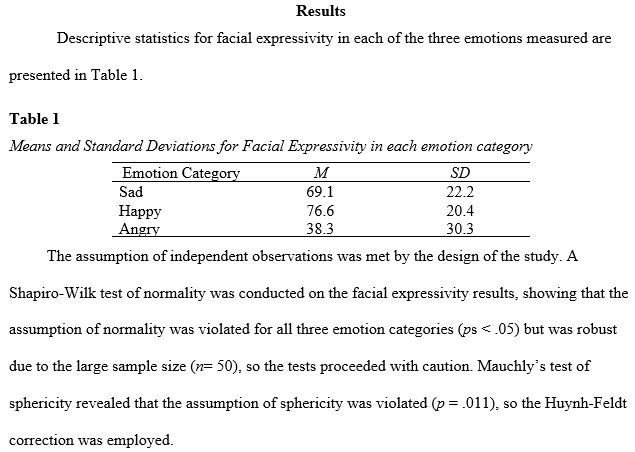 Results
Descriptive statistics for facial expressivity in each of the three emotions measured are
presented in Table 1.
Table 1
Means and Standard Deviations for Facial Expressivity in each emotion category
Emotion Category M SD
Sad 69.1 22.2
Happy 76.6 20.4
Angry 38.3 30.3
The assumption of independent observations was met by the design of the study. A
Shapiro-Wilk test of normality was conducted on the facial expressivity results, showing that the
assumption of normality was violated for all three emotion categories (ps < .05) but was robust
due to the large sample size (n= 50), so the tests proceeded with caution. Mauchly’s test of
sphericity revealed that the assumption of sphericity was violated (p = .011), so the Huynh-Feldt
correction was employed.